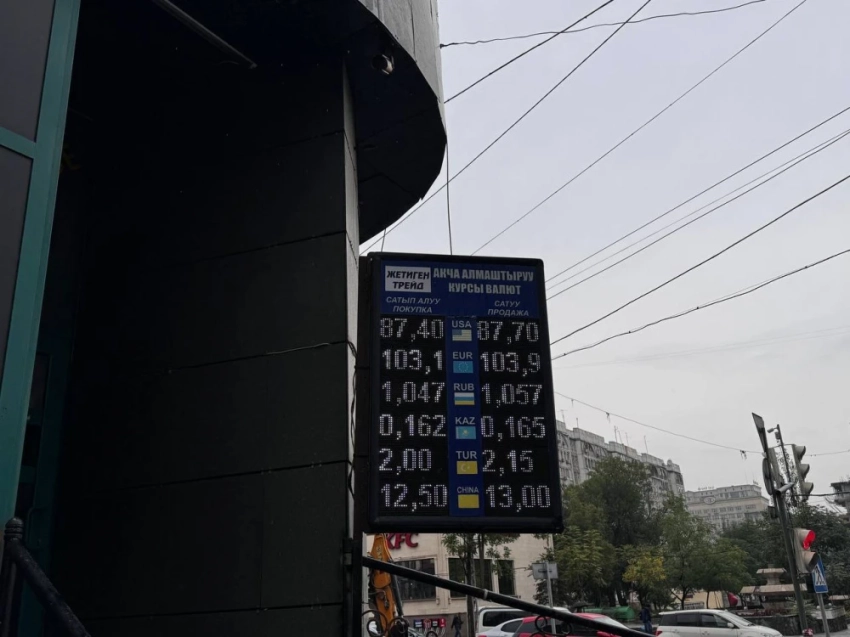 ЖЕТИГЕН
ТРЕЙД
АКЧА АЛМАШТЫРУУ
КУРСЫ ВАЛЮТ
САТЫП АЛУУ
ПОКУПКА
САТУУ
ПРОДАЖА
87,40 USA 87,70
103,1 EUR 103,9
1,047 RUB 1,057
0,162 KAZ 0,165
2,00 TUR 2,15
12,50 CHINA 13,00
KFC